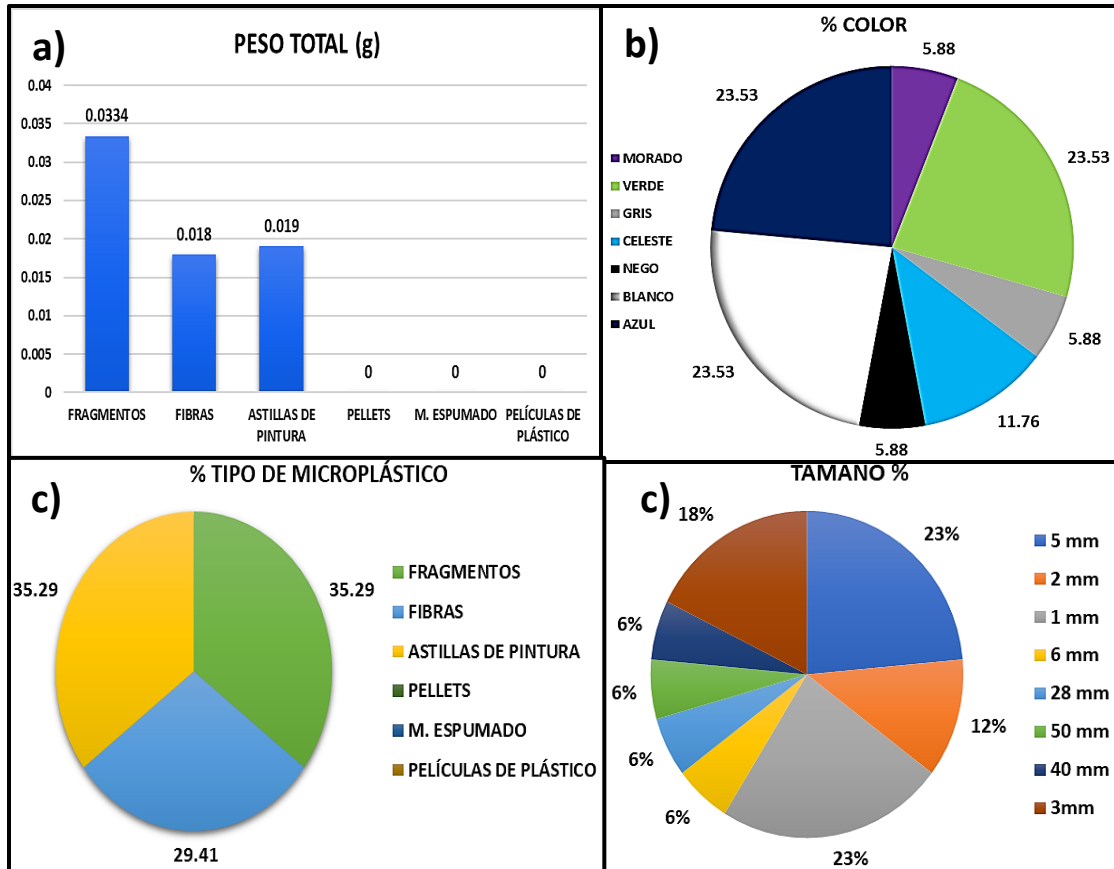 a)
PESO TOTAL (g)
0.04
0.035
0.03
0.025
0.02
0.015
0.01
0.005
0
0.0334
0.018
0.019
0
0
0
FRAGMENTOS
FIBRAS
ASTILLAS DE
PINTURA
PELLETS
M. ESPUMADO
PELÍCULAS DE
PLÁSTICO
b)
% COLOR
MORADO
VERDE
GRIS
CELESTE
NEGO
BLANCO
AZUL
5.88
23.53
5.88
11.76
5.88
23.53
23.53
c)
% TIPO DE MICROPLÁSTICO
35.29
29.41
35.29
FRAGMENTOS
FIBRAS
ASTILLAS DE PINTURA
PELLETS
M. ESPUMADO
PELÍCULAS DE PLÁSTICO
c)
TAMANO %
23%
12%
23%
6%
6%
6%
6%
18%
5 mm
2 mm
1 mm
6 mm
28 mm
50 mm
40 mm
3mm